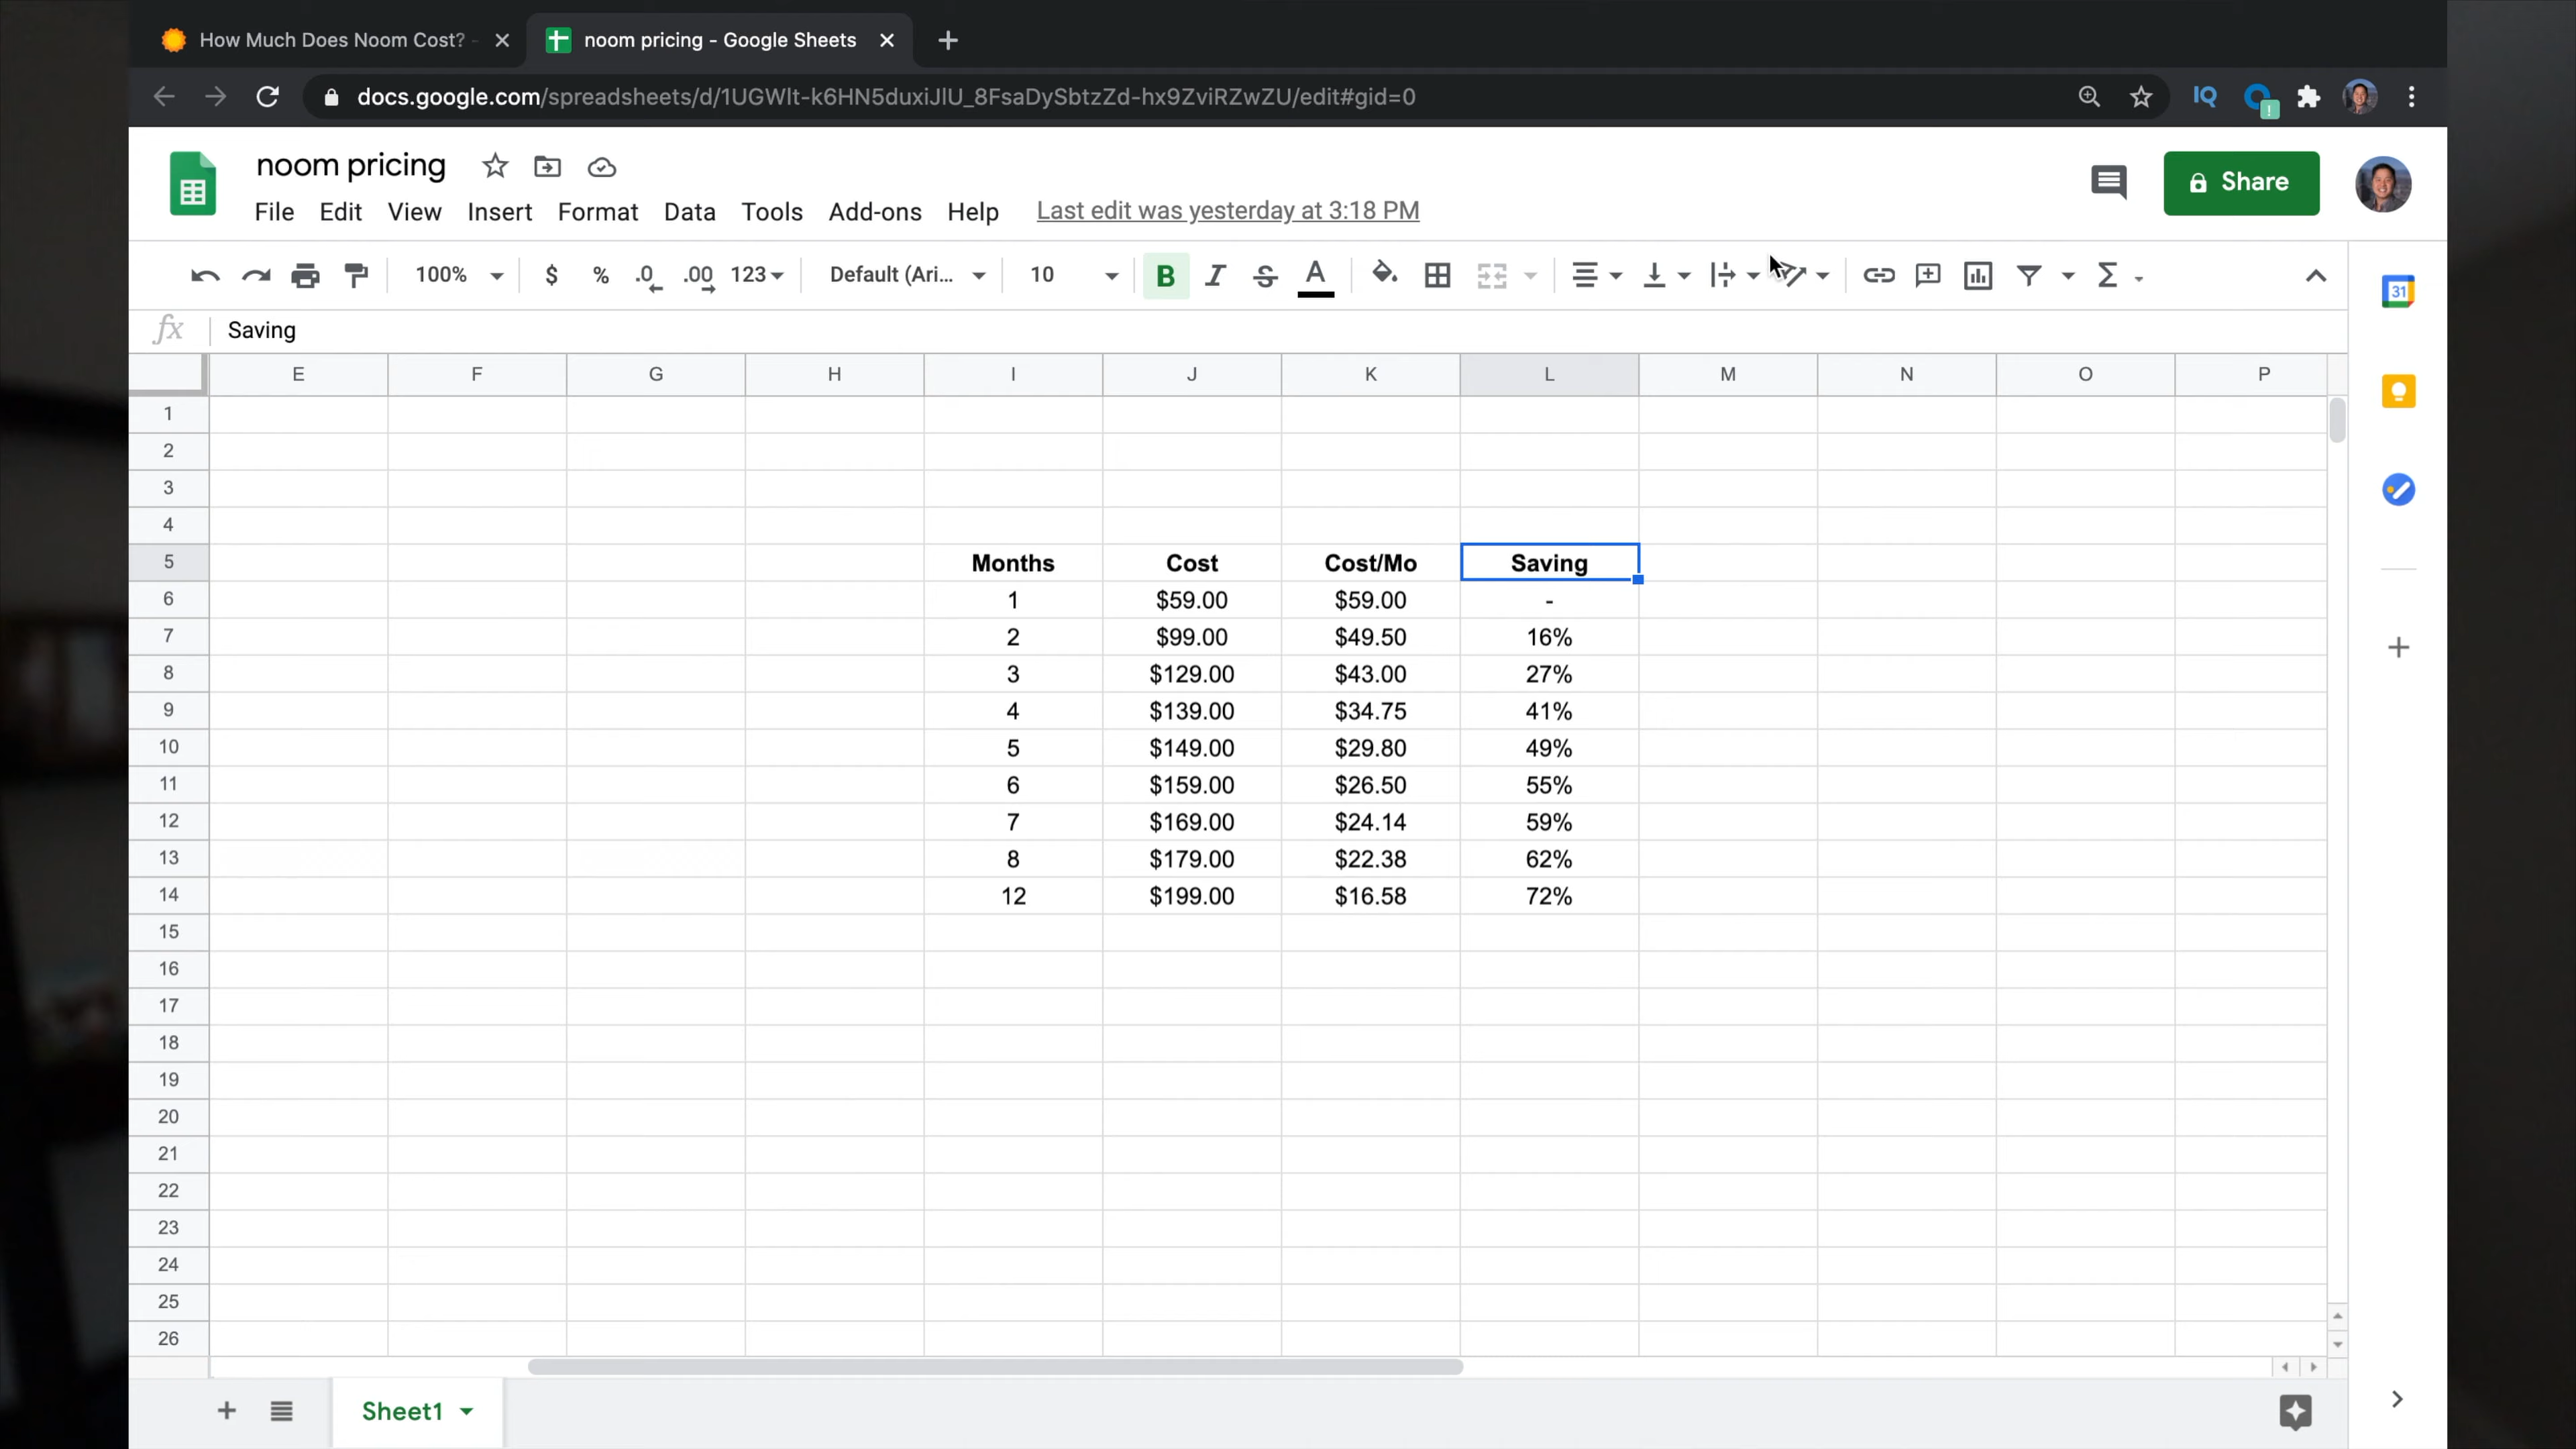 How Much Does Noom Cost? -
noom pricing - Google Sheets
docs.google.com/spreadsheets/d/1UGWlt-k6HN5duxiJlU_8FsaDySbtzZd-hx9ZviRZwZU/edit#gid=0
IQ
noom pricing
Share
File Edit View Insert Format Data Tools Add-ons Help Last edit was yesterday at 3:18 PM
100% $ % .0 .00 123 Default (Ari... 10 B I S A Σ
31
fx Saving
E F G H I J K L M N O P
1
2
3
4
5 Months Cost Cost/Mo Saving
6 1 $59.00 $59.00 -
7 2 $99.00 $49.50 16%
8 3 $129.00 $43.00 27%
9 4 $139.00 $34.75 41%
10 5 $149.00 $29.80 49%
11 6 $159.00 $26.50 55%
12 7 $169.00 $24.14 59%
13 8 $179.00 $22.38 62%
14 12 $199.00 $16.58 72%
15
16
17
18
19
20
21
22
23
24
25
26
Sheet1